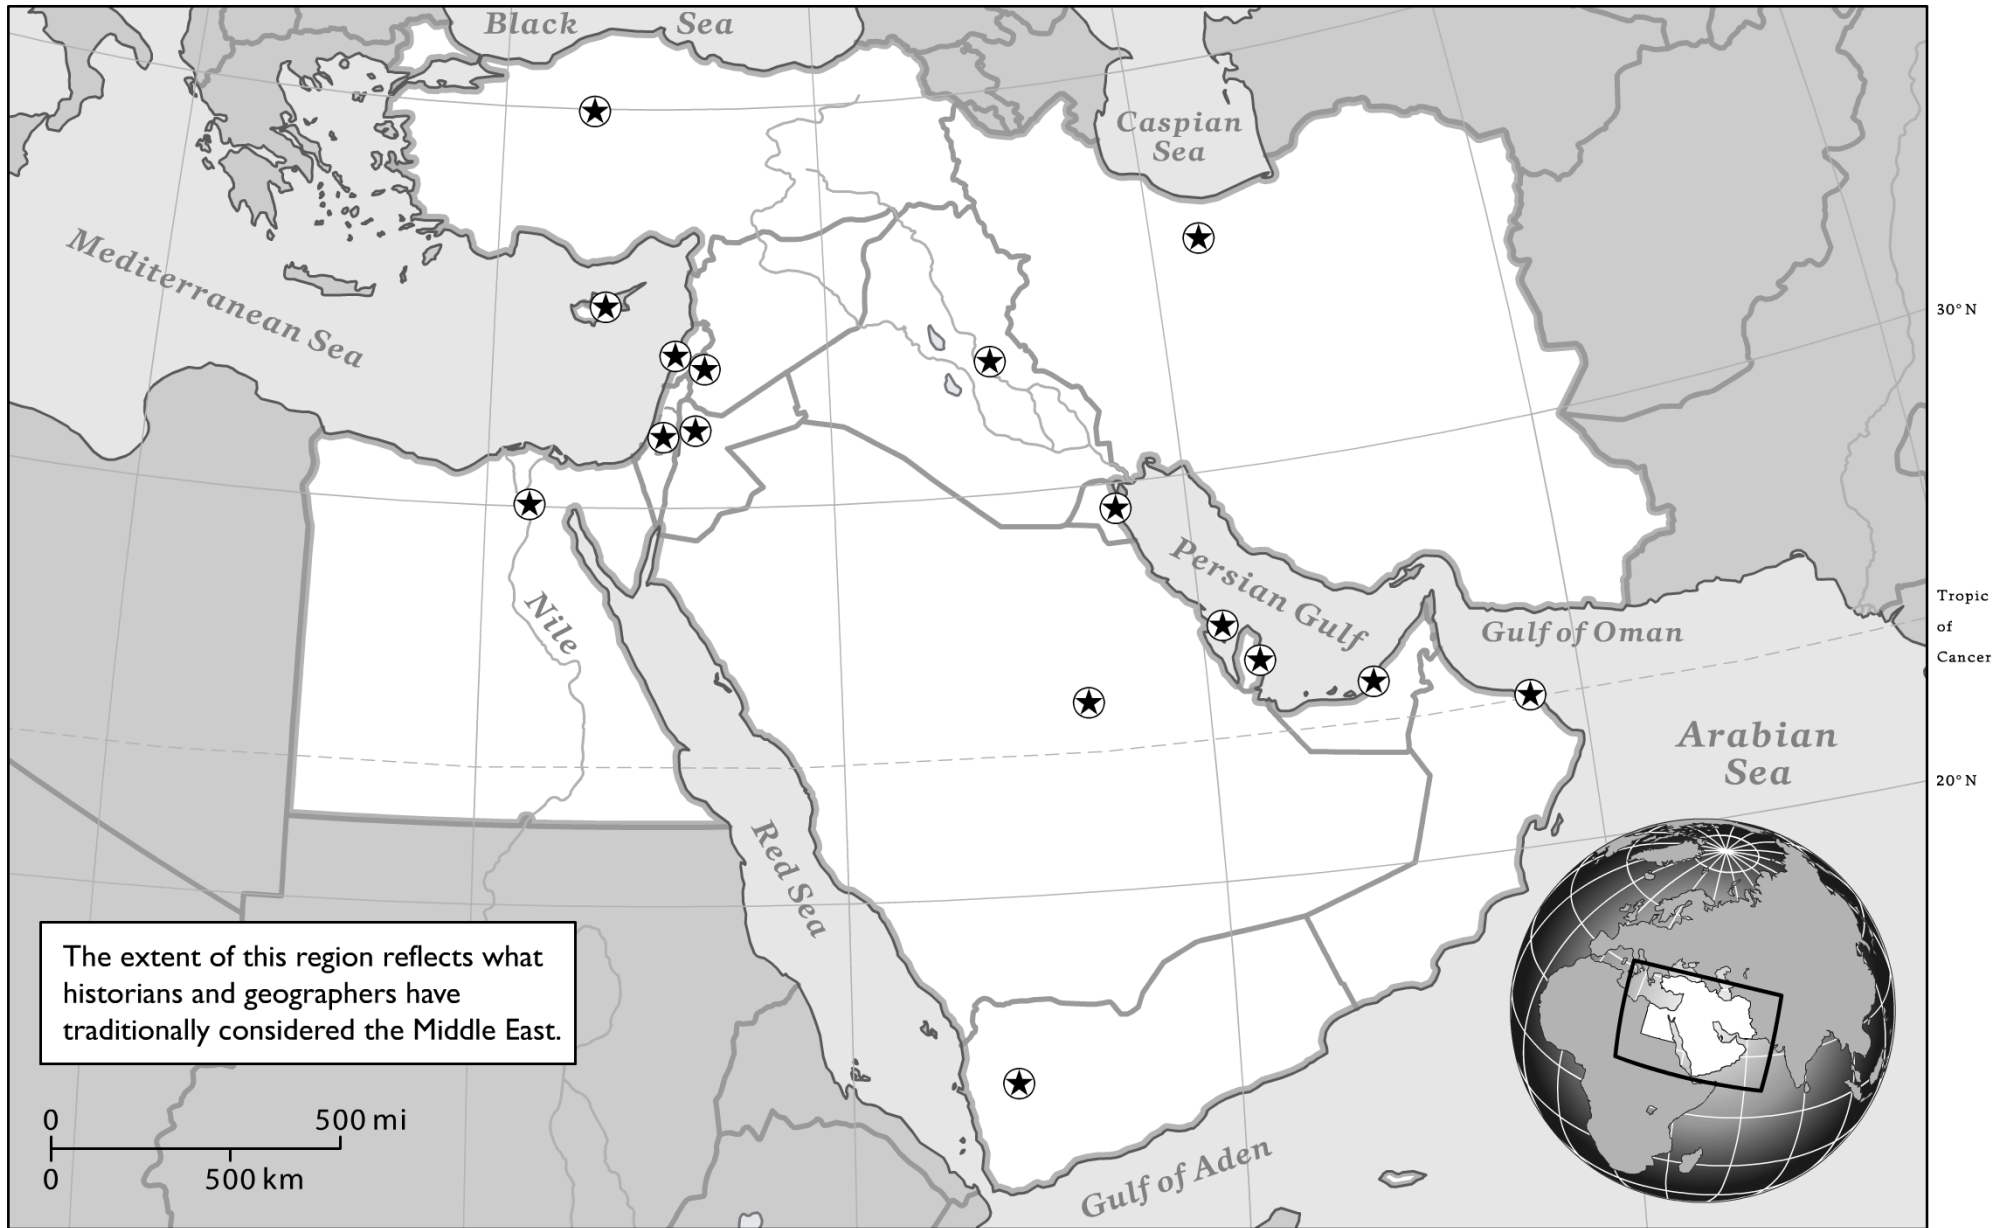 Black Sea
Caspian
Sea
Mediterranean Sea
30° N
Persian Gulf
Nile
Gulf of Oman
Tropic
of
Cancer
Arabian
Sea
20° N
Red Sea
The extent of this region reflects what
historians and geographers have
traditionally considered the Middle East.
0 500 mi
0 500 km
Gulf of Aden